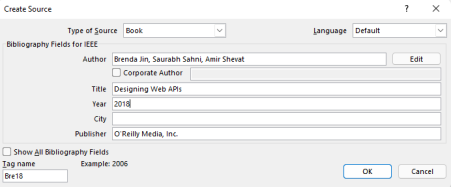 Create Source
? ×
Type of Source Book Language Default
Bibliography Fields for IEEE
Author Brenda Jin, Saurabh Sahni, Amir Shevat Edit
Corporate Author
Title Designing Web APIs
Year 2018
City
Publisher O'Reilly Media, Inc.
Show All Bibliography Fields
Tag name Example: 2006
Bre18
OK Cancel